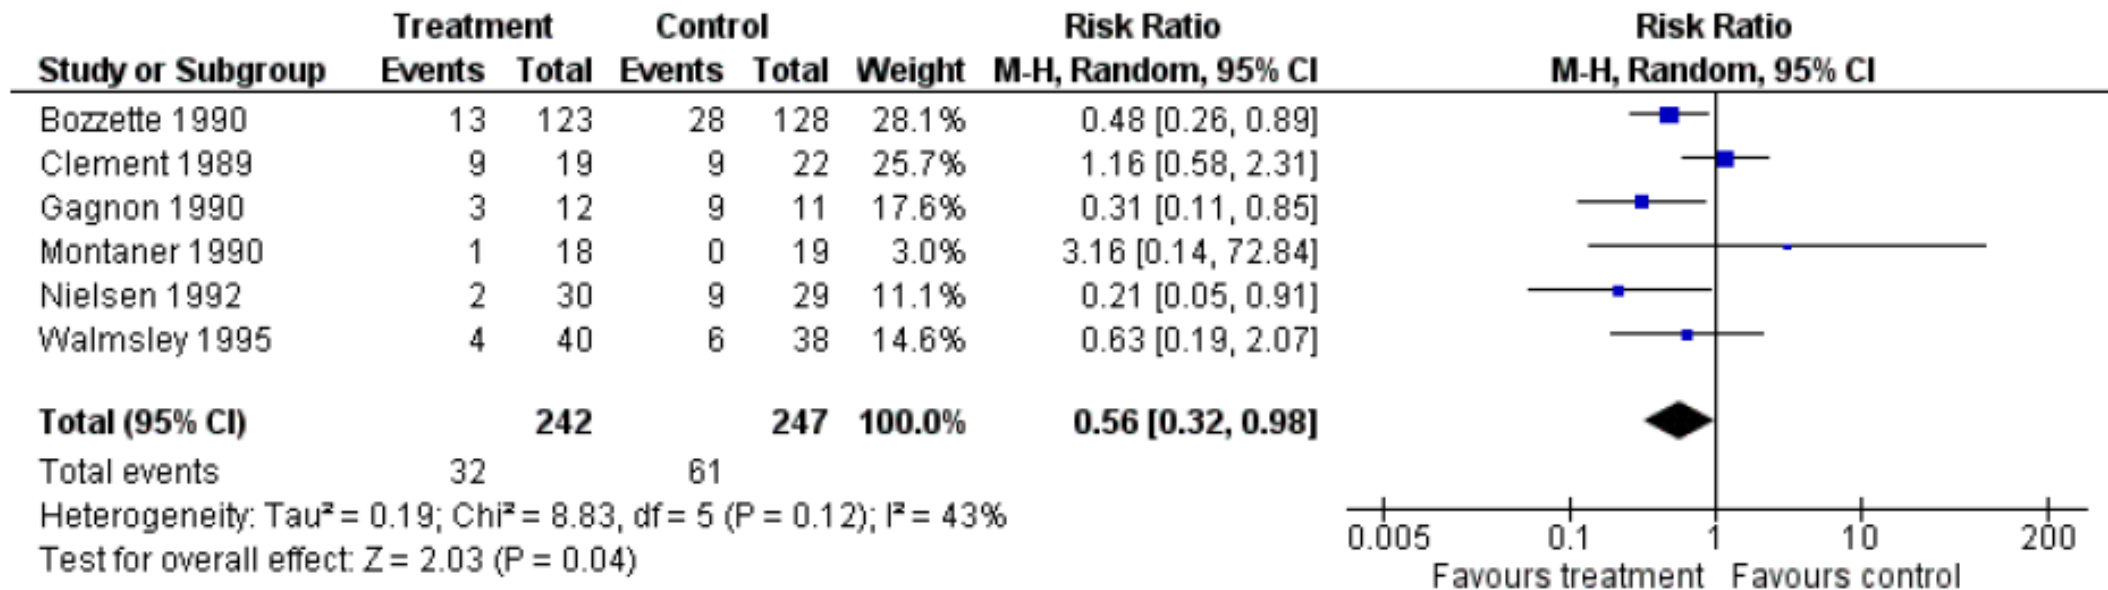 Treatment Control Risk Ratio Risk Ratio
Study or Subgroup Events Total Events Total Weight M-H, Random, 95% CI M-H, Random, 95% CI
Bozzette 1990 13 123 28 128 28.1% 0.48 [0.26, 0.89]
Clement 1989 9 19 9 22 25.7% 1.16 [0.58, 2.31]
Gagnon 1990 3 12 9 11 17.6% 0.31 [0.11, 0.85]
Montaner 1990 1 18 0 19 3.0% 3.16 [0.14, 72.84]
Nielsen 1992 2 30 9 29 11.1% 0.21 [0.05, 0.91]
Walmsley 1995 4 40 6 38 14.6% 0.63 [0.19, 2.07]
Total (95% CI) 242 247 100.0% 0.56 [0.32, 0.98]
Total events 32 61
Heterogeneity: Tau² = 0.19; Chi² = 8.83, df = 5 (P = 0.12); I² = 43%
Test for overall effect: Z = 2.03 (P = 0.04)
0.005 0.1 1 10 200
Favours treatment Favours control